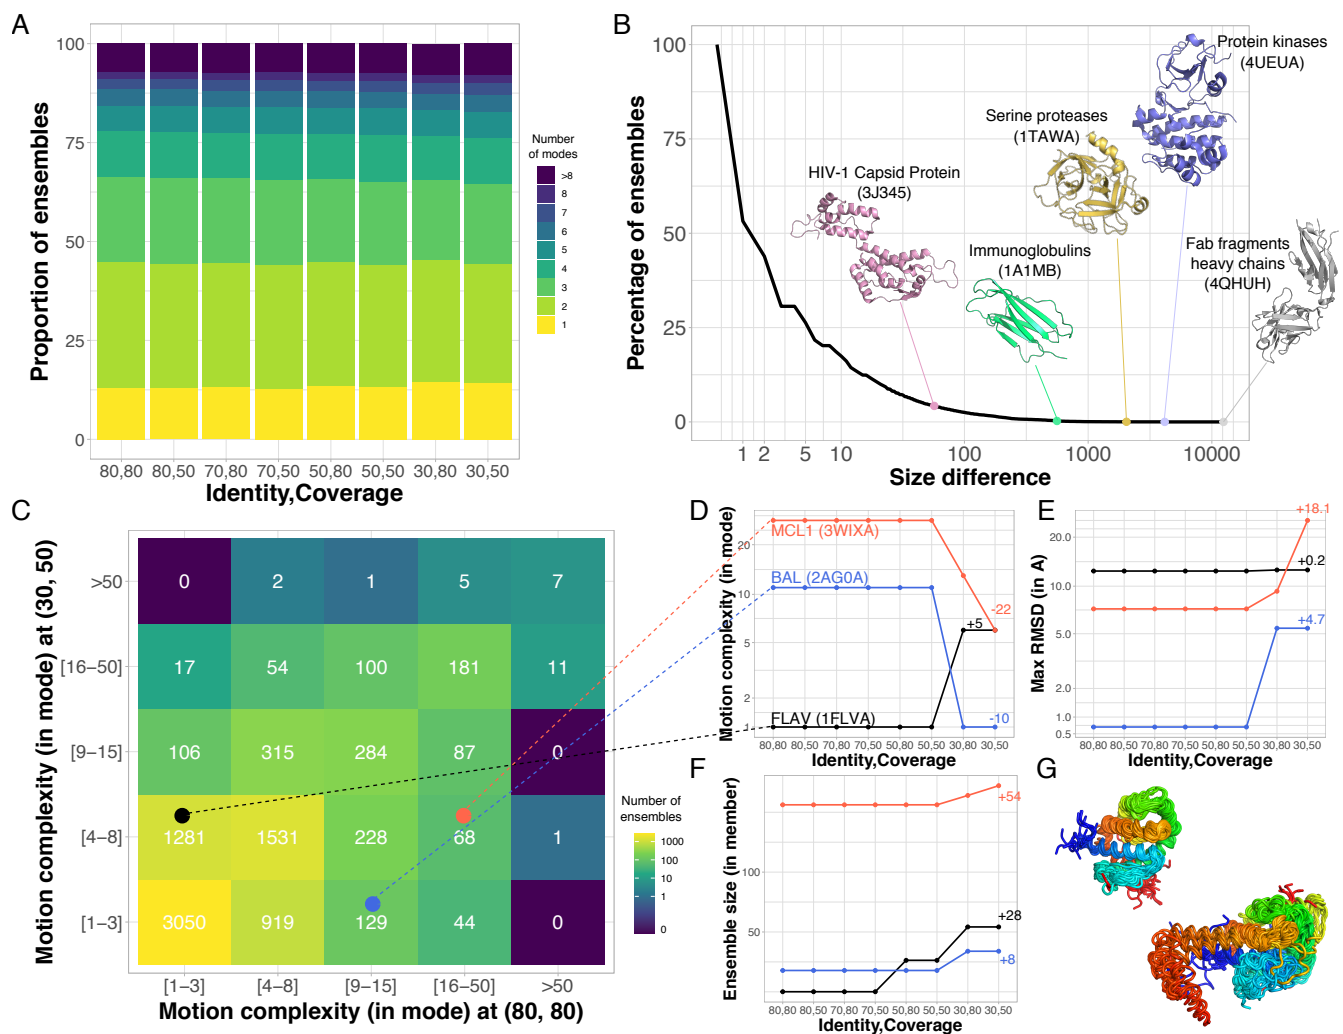 A
Proportion of ensembles
100
75
50
25
0
80,80 80,50 70,80 70,50 50,80 50,50 30,80 30,50
Identity,Coverage
Number
of modes
>8
8
7
6
5
4
3
2
1
B
Percentage of ensembles
100
75
50
25
0
1 2 5 10 100 1000 10000
Size difference
HIV-1 Capsid Protein
(3J345)
Immunoglobulins
(1A1MB)
Serine proteases
(1TAWA)
Protein kinases
(4UEUA)
Fab fragments
heavy chains
(4QHUH)
C
Motion complexity (in mode) at (30, 50)
>50 0 2 1 5 7
[16–50] 17 54 100 181 11
[9–15] 106 315 284 87 0
[4–8] 1281 1531 228 68 1
[1–3] 3050 919 129 44 0
[1–3] [4–8] [9–15] [16–50] >50
Motion complexity (in mode) at (80, 80)
Number of
ensembles
1000
100
10
1
0
D
Motion complexity (in mode)
10
5
2
1
MCL1 (3WIXA)
BAL (2AG0A)
FLAV (1FLVA)
-22
+5
-10
80,80 80,50 70,80 70,50 50,80 50,50 30,80 30,50
Identity,Coverage
E
Max RMSD (in A)
20.0
10.0
5.0
2.0
1.0
0.5
+18.1
+0.2
+4.7
80,80 80,50 70,80 70,50 50,80 50,50 30,80 30,50
Identity,Coverage
F
Ensemble size (in member)
100
50
+54
+28
+8
80,80 80,50 70,80 70,50 50,80 50,50 30,80 30,50
Identity,Coverage
G